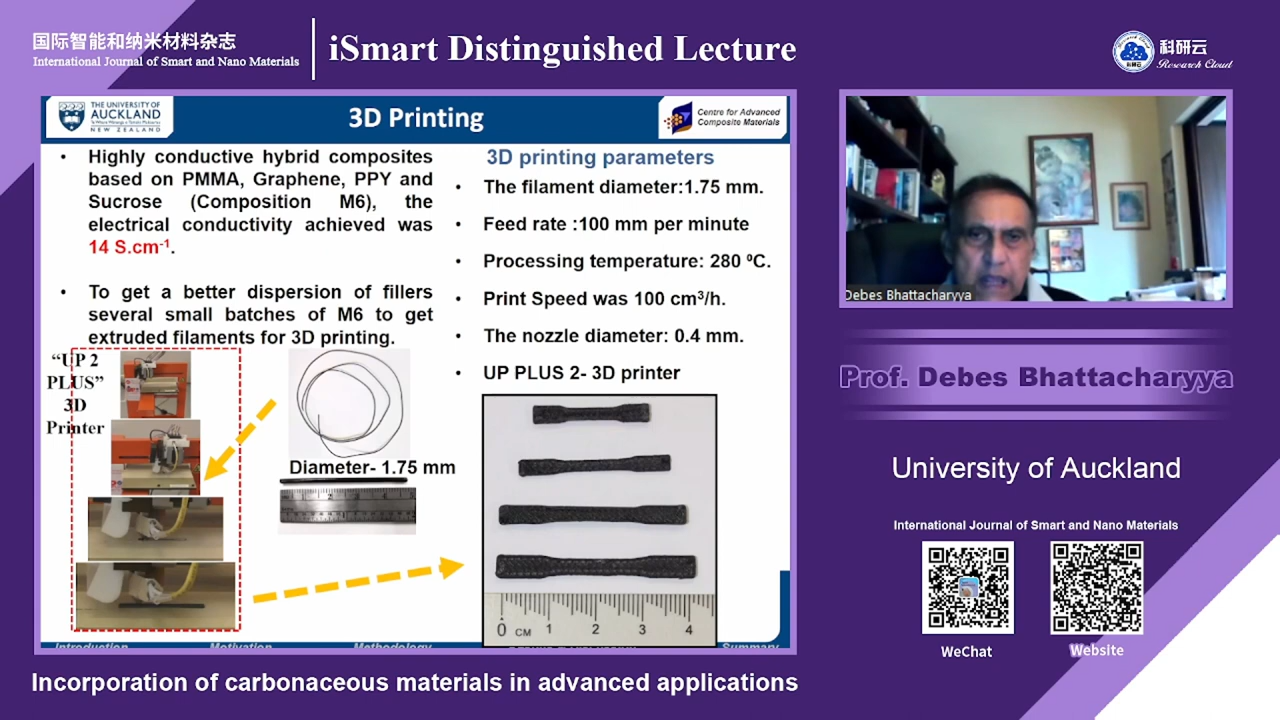 国际智能和纳米材料杂志
International Journal of Smart and Nano Materials
iSmart Distinguished Lecture
科研云
Research Cloud
THE UNIVERSITY OF
AUCKLAND
NEW ZEALAND
3D Printing
Centre for Advanced
Composite Materials
• Highly conductive hybrid composites
based on PMMA, Graphene, PPY and
Sucrose (Composition M6), the
electrical conductivity achieved was
14 S.cm⁻¹.
• To get a better dispersion of fillers
several small batches of M6 to get
extruded filaments for 3D printing.
“UP 2
PLUS”
3D
Printer
Diameter- 1.75 mm
3D printing parameters
• The filament diameter:1.75 mm.
• Feed rate :100 mm per minute
• Processing temperature: 280 ⁰C.
• Print Speed was 100 cm³/h.
• The nozzle diameter: 0.4 mm.
• UP PLUS 2- 3D printer
0 CM 1 2 3 4
Introduction Motivation Methodology Summary
Debes Bhattacharyya
Prof. Debes Bhattacharyya
University of Auckland
International Journal of Smart and Nano Materials
WeChat
Website
Incorporation of carbonaceous materials in advanced applications